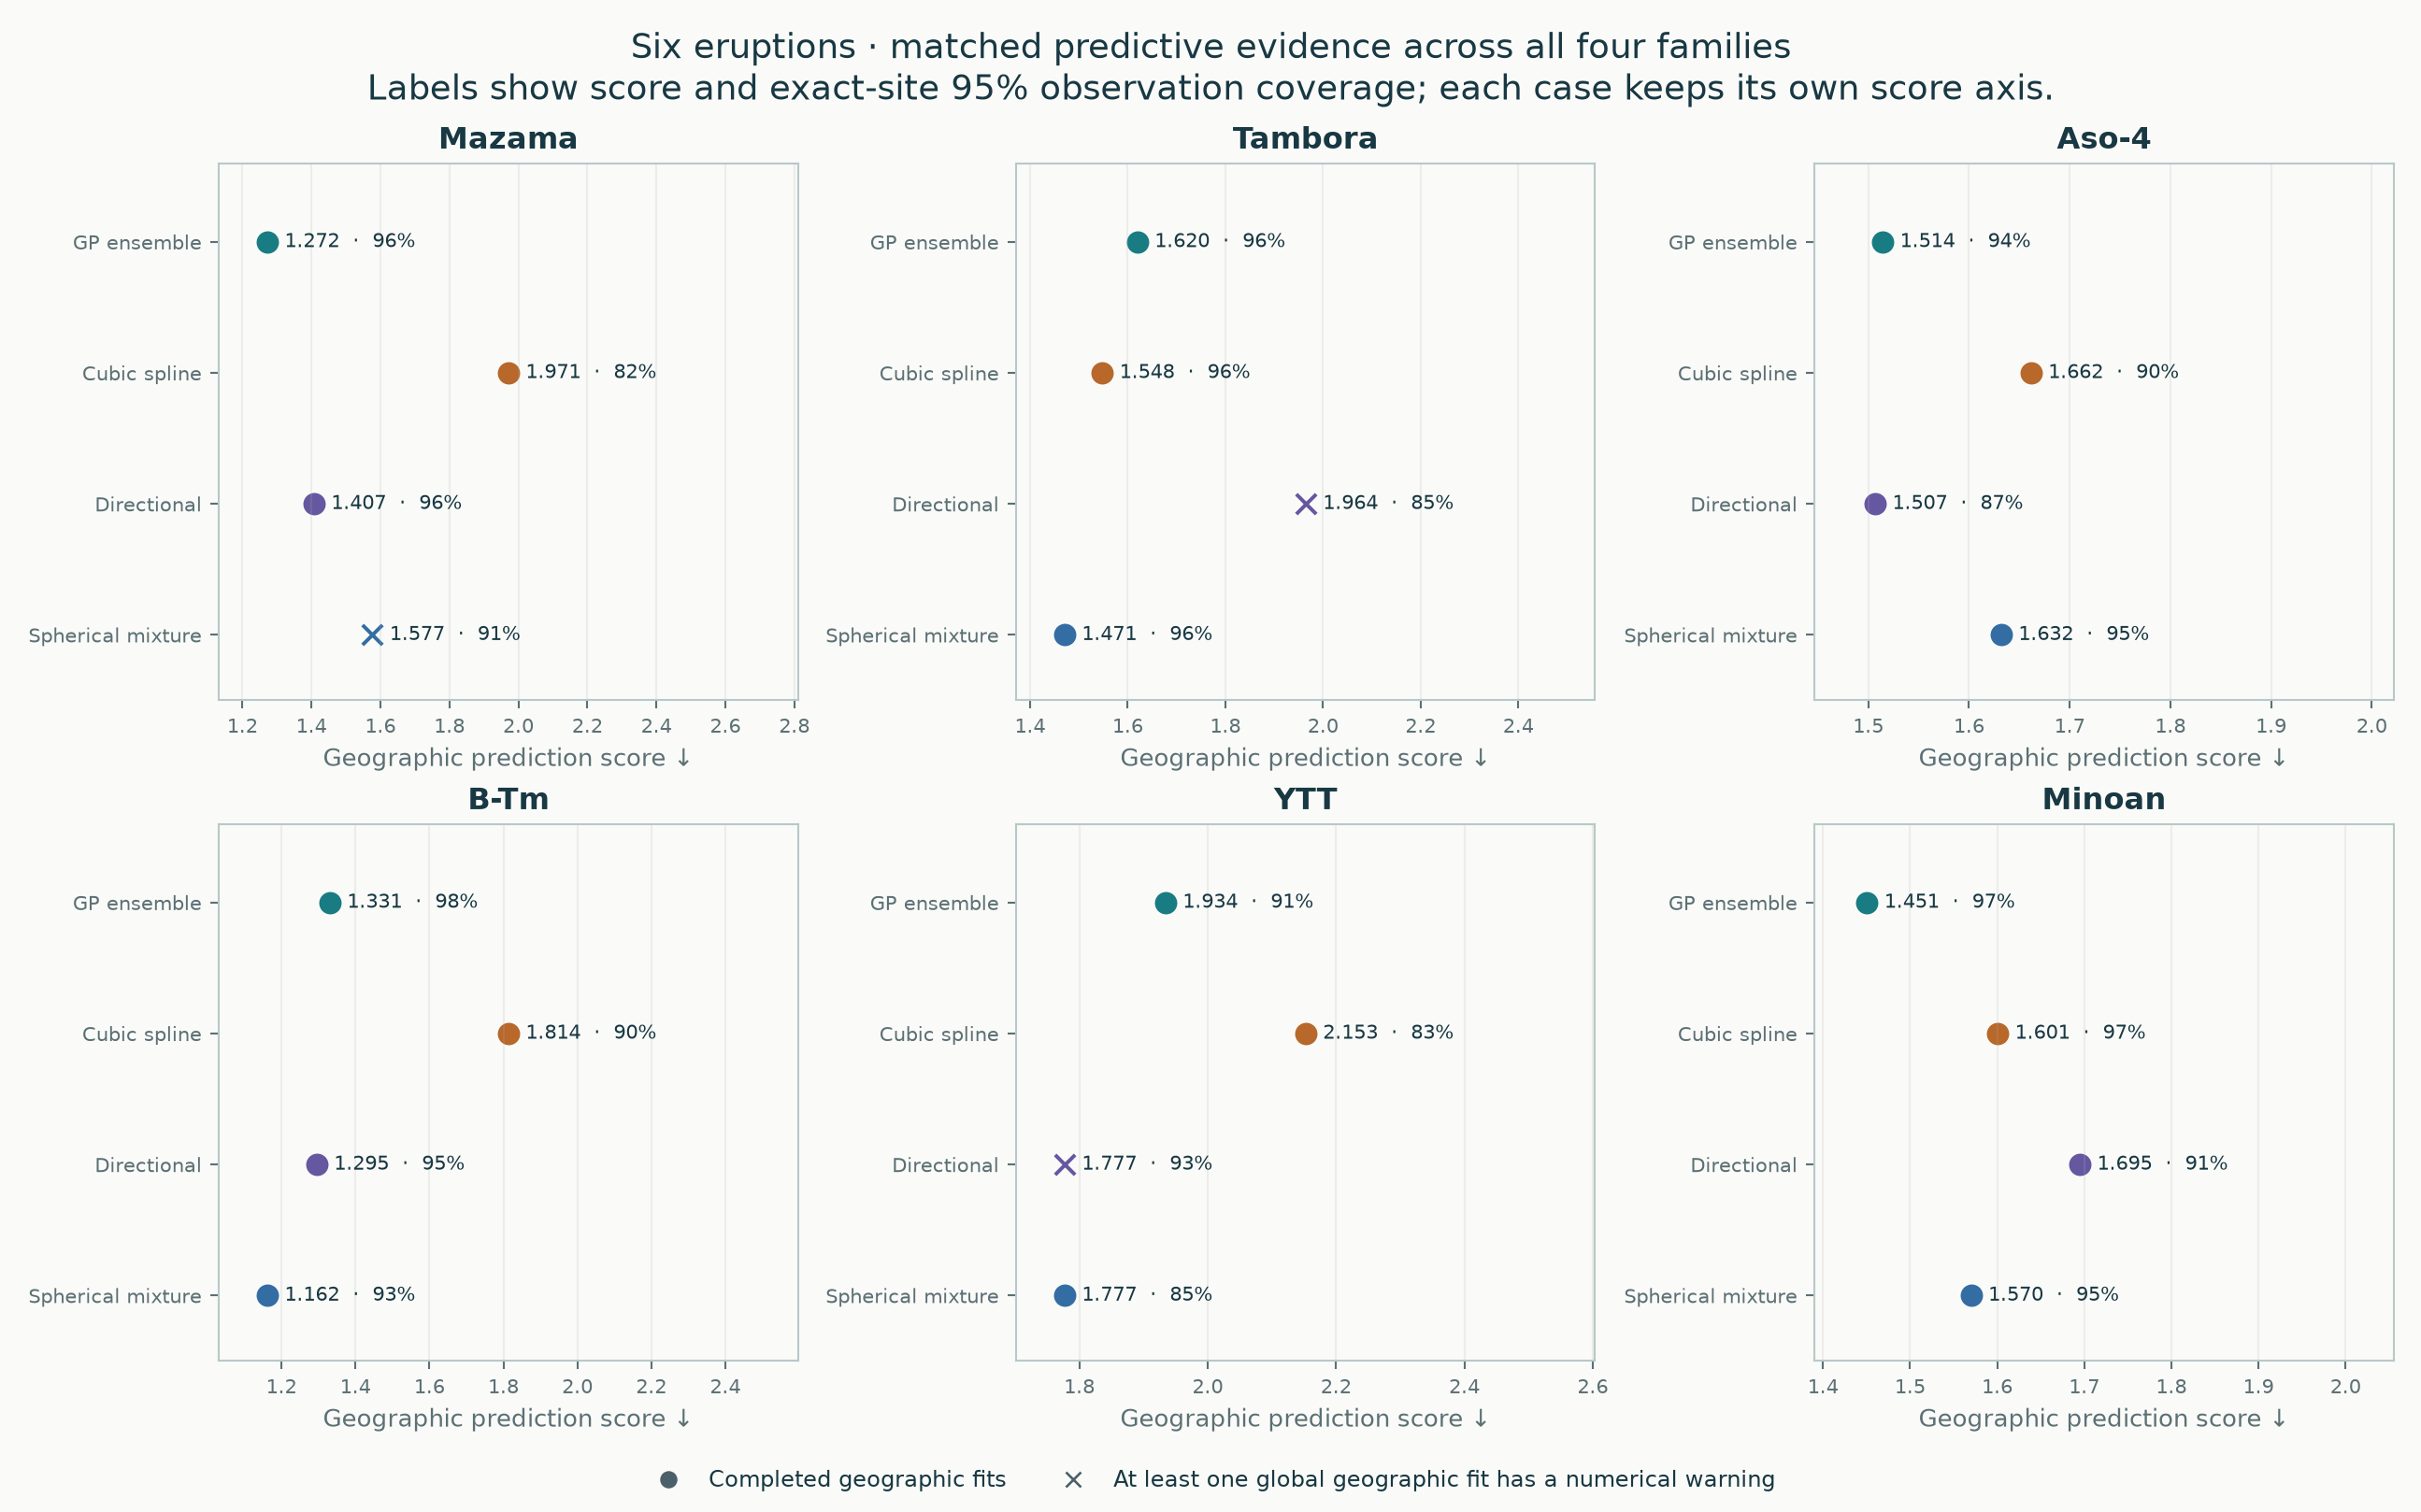 Six eruptions · matched predictive evidence across all four families
Labels show score and exact-site 95% observation coverage; each case keeps its own score axis.
Mazama
GP ensemble
1.272 · 96%
Cubic spline
1.971 · 82%
Directional
1.407 · 96%
Spherical mixture
1.577 · 91%
1.2 1.4 1.6 1.8 2.0 2.2 2.4 2.6 2.8
Geographic prediction score ↓
Tambora
GP ensemble
1.620 · 96%
Cubic spline
1.548 · 96%
Directional
1.964 · 85%
Spherical mixture
1.471 · 96%
1.4 1.6 1.8 2.0 2.2 2.4
Geographic prediction score ↓
Aso-4
GP ensemble
1.514 · 94%
Cubic spline
1.662 · 90%
Directional
1.507 · 87%
Spherical mixture
1.632 · 95%
1.5 1.6 1.7 1.8 1.9 2.0
Geographic prediction score ↓
B-Tm
GP ensemble
1.331 · 98%
Cubic spline
1.814 · 90%
Directional
1.295 · 95%
Spherical mixture
1.162 · 93%
1.2 1.4 1.6 1.8 2.0 2.2 2.4
Geographic prediction score ↓
YTT
GP ensemble
1.934 · 91%
Cubic spline
2.153 · 83%
Directional
1.777 · 93%
Spherical mixture
1.777 · 85%
1.8 2.0 2.2 2.4 2.6
Geographic prediction score ↓
Minoan
GP ensemble
1.451 · 97%
Cubic spline
1.601 · 97%
Directional
1.695 · 91%
Spherical mixture
1.570 · 95%
1.4 1.5 1.6 1.7 1.8 1.9 2.0
Geographic prediction score ↓
Completed geographic fits
At least one global geographic fit has a numerical warning